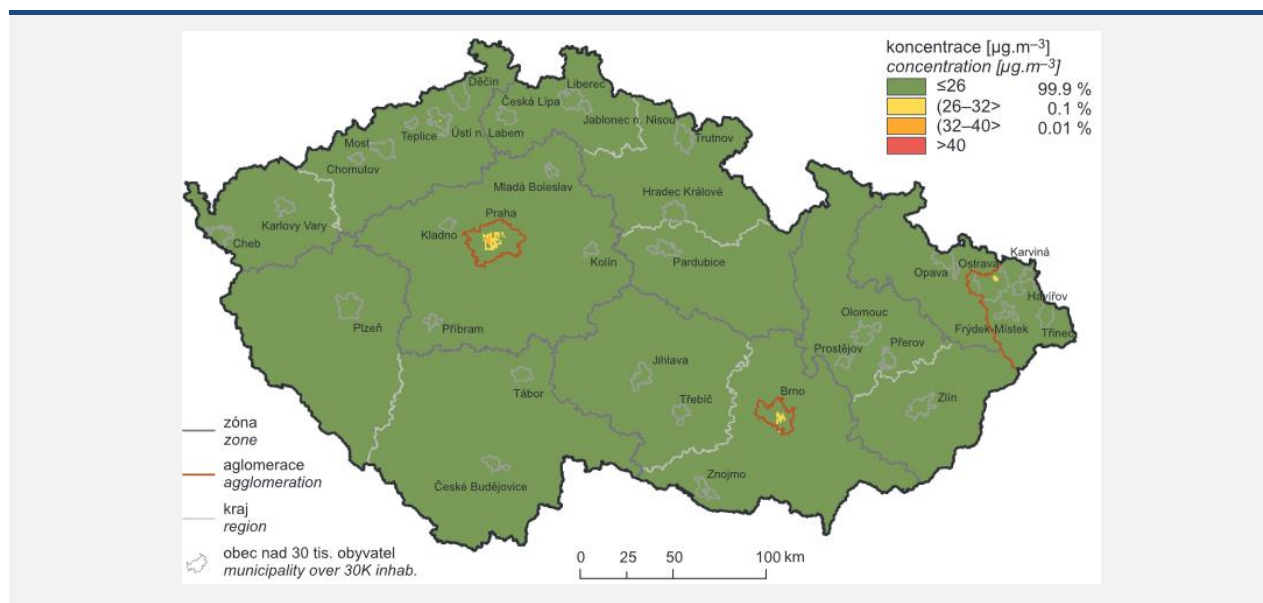 koncentrace [µg.m⁻³]
concentration [µg.m⁻³]
≤26 99.9 %
(26–32> 0.1 %
(32–40> 0.01 %
>40
Děčín
Liberec
Česká Lípa
Jablonec n. Nisou
Teplice
Ústí n. Labem
Trutnov
Most
Chomutov
Mladá Boleslav
Hradec Králové
Karlovy Vary
Praha
Kladno
Cheb
Kolín
Pardubice
Karviná
Ostrava
Opava
Havířov
Olomouc
Frýdek-Místek
Třinec
Plzeň
Příbram
Prostějov
Přerov
Jihlava
Tábor
Třebíč
Brno
Zlín
Znojmo
České Budějovice
zóna
zone
aglomerace
agglomeration
kraj
region
obec nad 30 tis. obyvatel
municipality over 30K inhab.
0 25 50 100 km